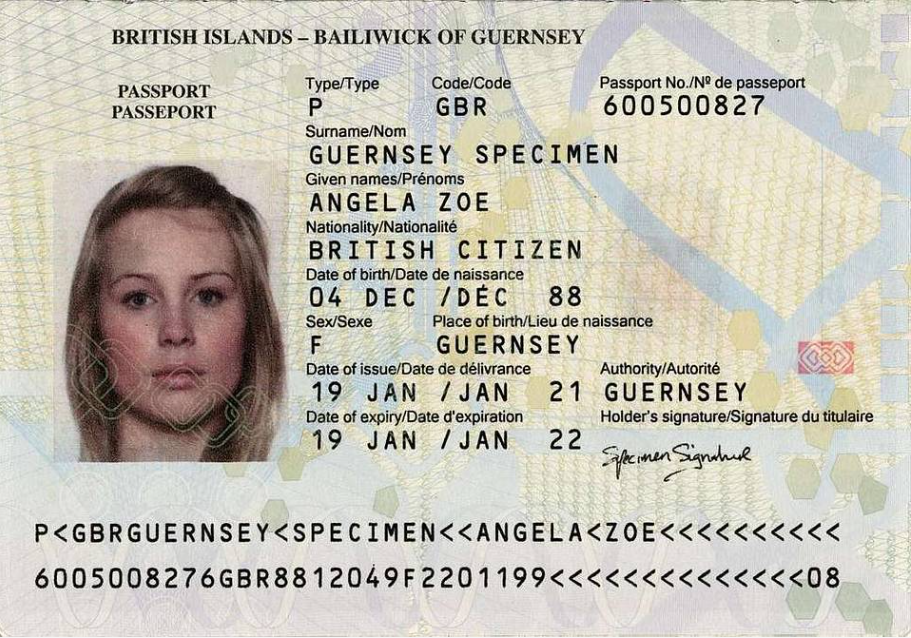 BRITISH ISLANDS – BAILIWICK OF GUERNSEY
PASSPORT
PASSEPORT
Type/Type Code/Code Passport No./Nº de passeport
P GBR 600500827
Surname/Nom
GUERNSEY SPECIMEN
Given names/Prénoms
ANGELA ZOE
Nationality/Nationalité
BRITISH CITIZEN
Date of birth/Date de naissance
04 DEC /DÉC 88
Sex/Sexe Place of birth/Lieu de naissance
F GUERNSEY
Date of issue/Date de délivrance Authority/Autorité
19 JAN /JAN 21 GUERNSEY
Date of expiry/Date d'expiration Holder's signature/Signature du titulaire
19 JAN /JAN 22
Specimen Signature
P<GBRGUERNSEY<SPECIMEN<<ANGELA<ZOE<<<<<<<<<<
6005008276GBR8812049F2201199<<<<<<<<<<<<<<08